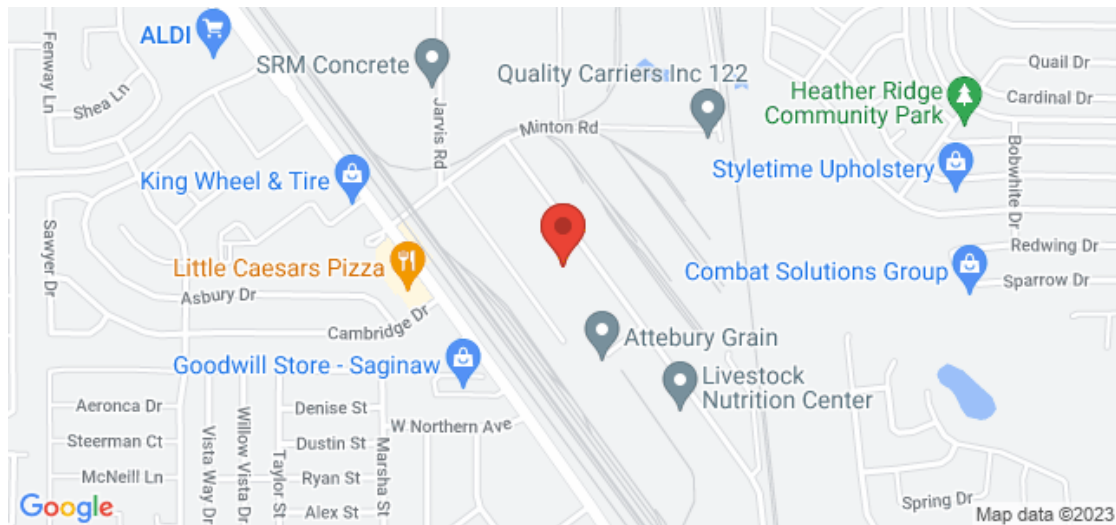 ALDI
Fenway Ln
Shea Ln
SRM Concrete
Jarvis Rd
Quality Carriers Inc 122
Minton Rd
Heather Ridge
Community Park
Quail Dr
Cardinal Dr
Bobwhite Dr
King Wheel & Tire
Styletime Upholstery
Sawyer Dr
Little Caesars Pizza
Asbury Dr
Cambridge Dr
Redwing Dr
Combat Solutions Group
Sparrow Dr
Attebury Grain
Goodwill Store - Saginaw
Livestock
Nutrition Center
Aeronca Dr
Steerman Ct
McNeill Ln
Vista Way Dr
Willow Vista Dr
Taylor St
Denise St
Dustin St
Ryan St
Alex St
Marsha St
W Northern Ave
Spring Dr
Google
Map data ©2023